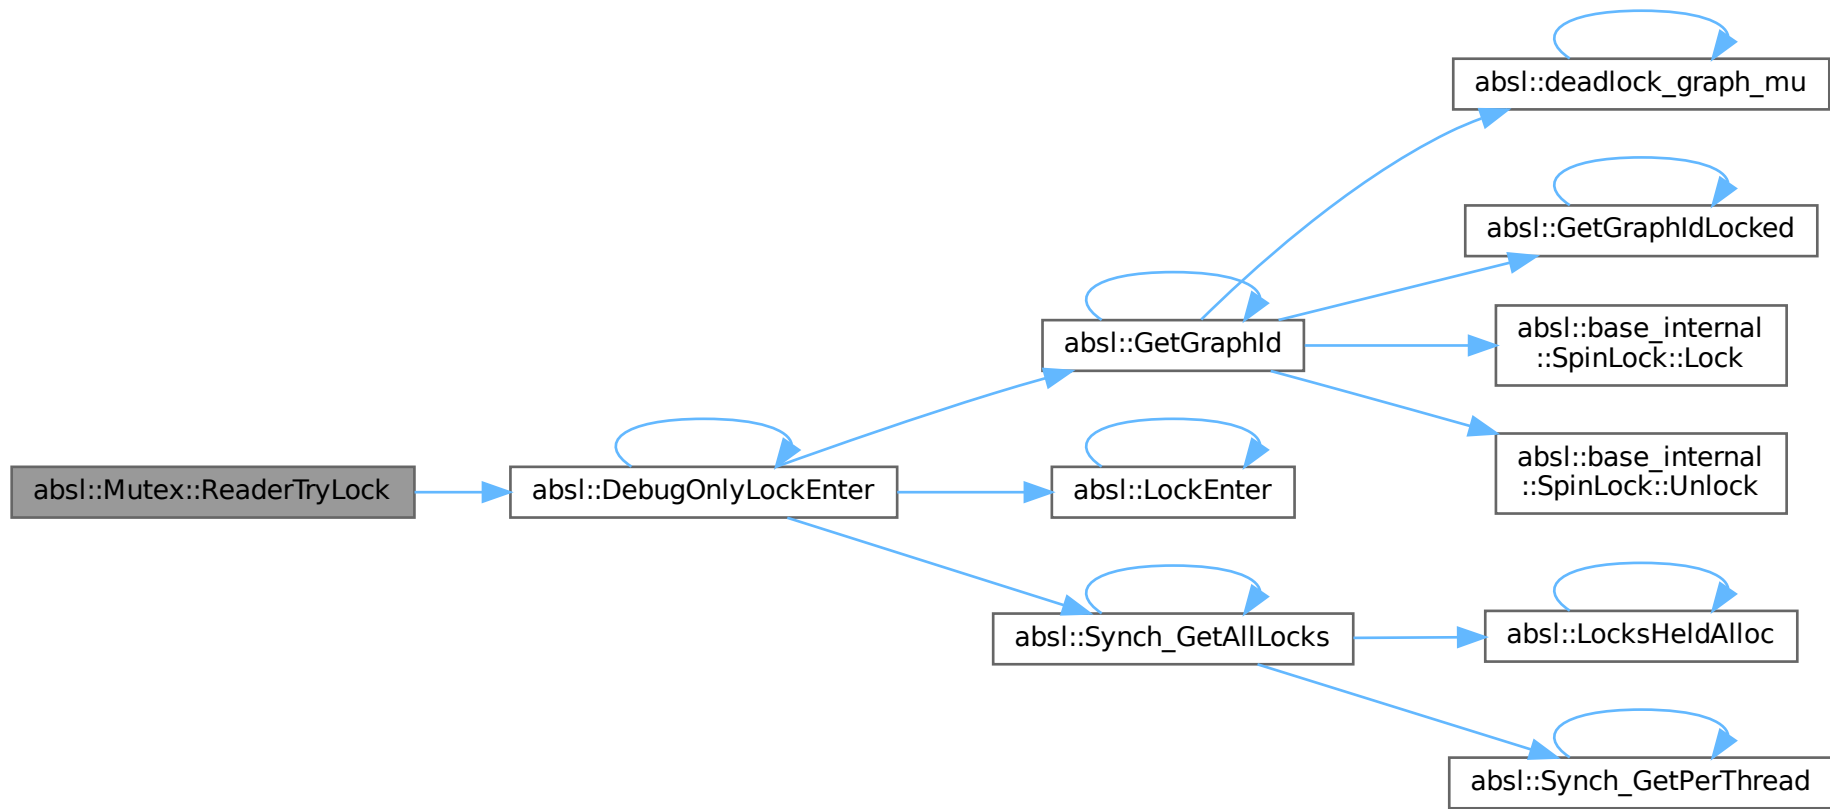 absl::Mutex::ReaderTryLock
absl::DebugOnlyLockEnter
absl::GetGraphId
absl::LockEnter
absl::Synch_GetAllLocks
absl::deadlock_graph_mu
absl::GetGraphIdLocked
absl::base_internal
::SpinLock::Lock
absl::base_internal
::SpinLock::Unlock
absl::LocksHeldAlloc
absl::Synch_GetPerThread